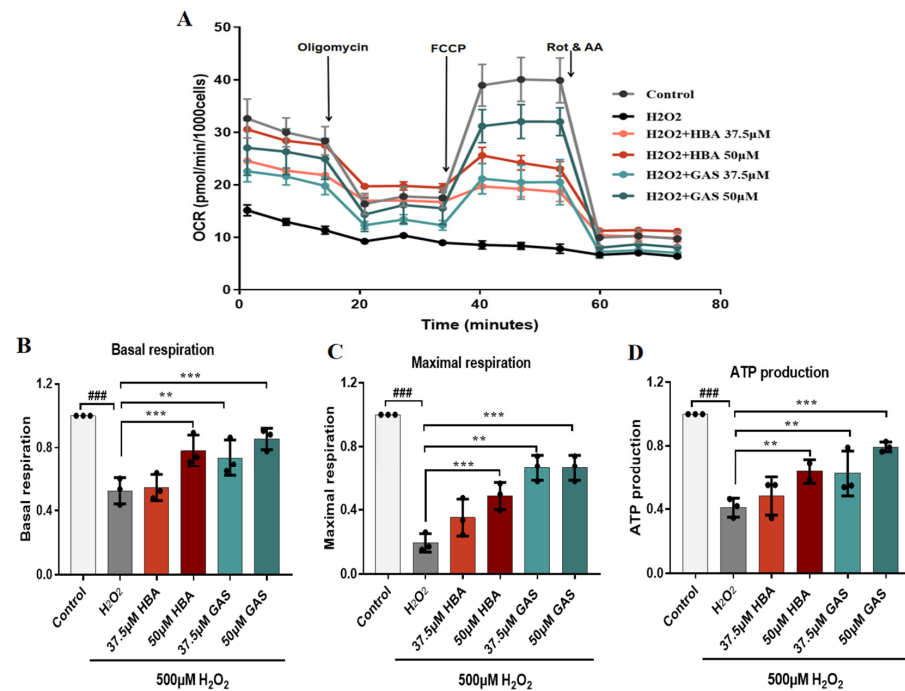 A
50
40
30
20
10
0
OCR (pmol/min/1000cells)
Oligomycin
FCCP
Rot & AA
Control
H2O2
H2O2+HBA 37.5µM
H2O2+HBA 50µM
H2O2+GAS 37.5µM
H2O2+GAS 50µM
0 20 40 60 80
Time (minutes)
B
Basal respiration
1.2
0.8
0.4
0.0
Basal respiration
###
***
**
***
Control
H2O2
37.5µM HBA
50µM HBA
37.5µM GAS
50µM GAS
500µM H2O2
C
Maximal respiration
1.2
0.8
0.4
0.0
Maximal respiration
###
***
**
***
Control
H2O2
37.5µM HBA
50µM HBA
37.5µM GAS
50µM GAS
500µM H2O2
D
ATP production
1.2
0.8
0.4
0.0
ATP production
###
***
**
**
Control
H2O2
37.5µM HBA
50µM HBA
37.5µM GAS
50µM GAS
500µM H2O2